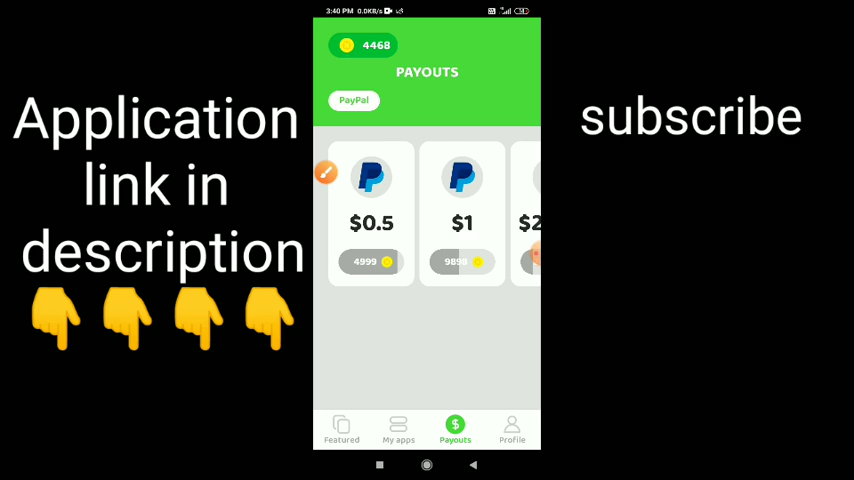 3:40 PM 0.0KB/s
4468
PAYOUTS
PayPal
Application
link in
description
subscribe
$0.5
$1
$2
4999
9898
Featured
My apps
Payouts
Profile